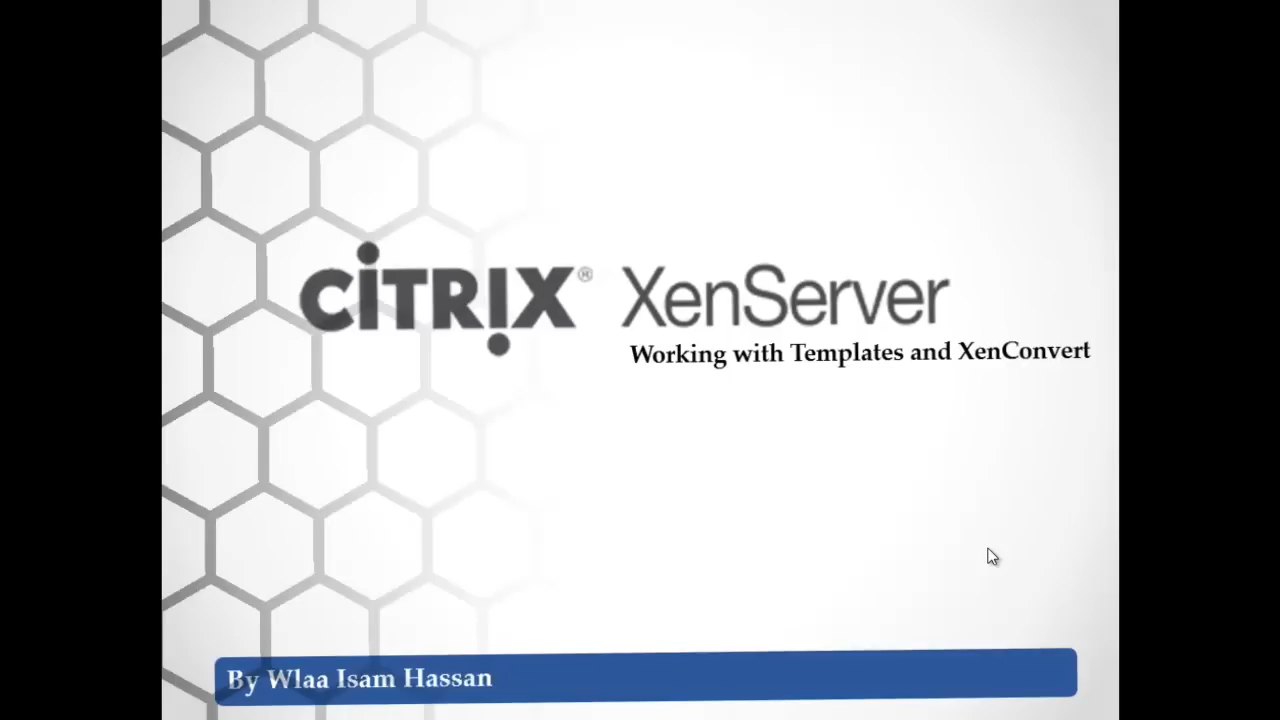 CiTRIX® XenServer
Working with Templates and XenConvert
By Wlaa Isam Hassan